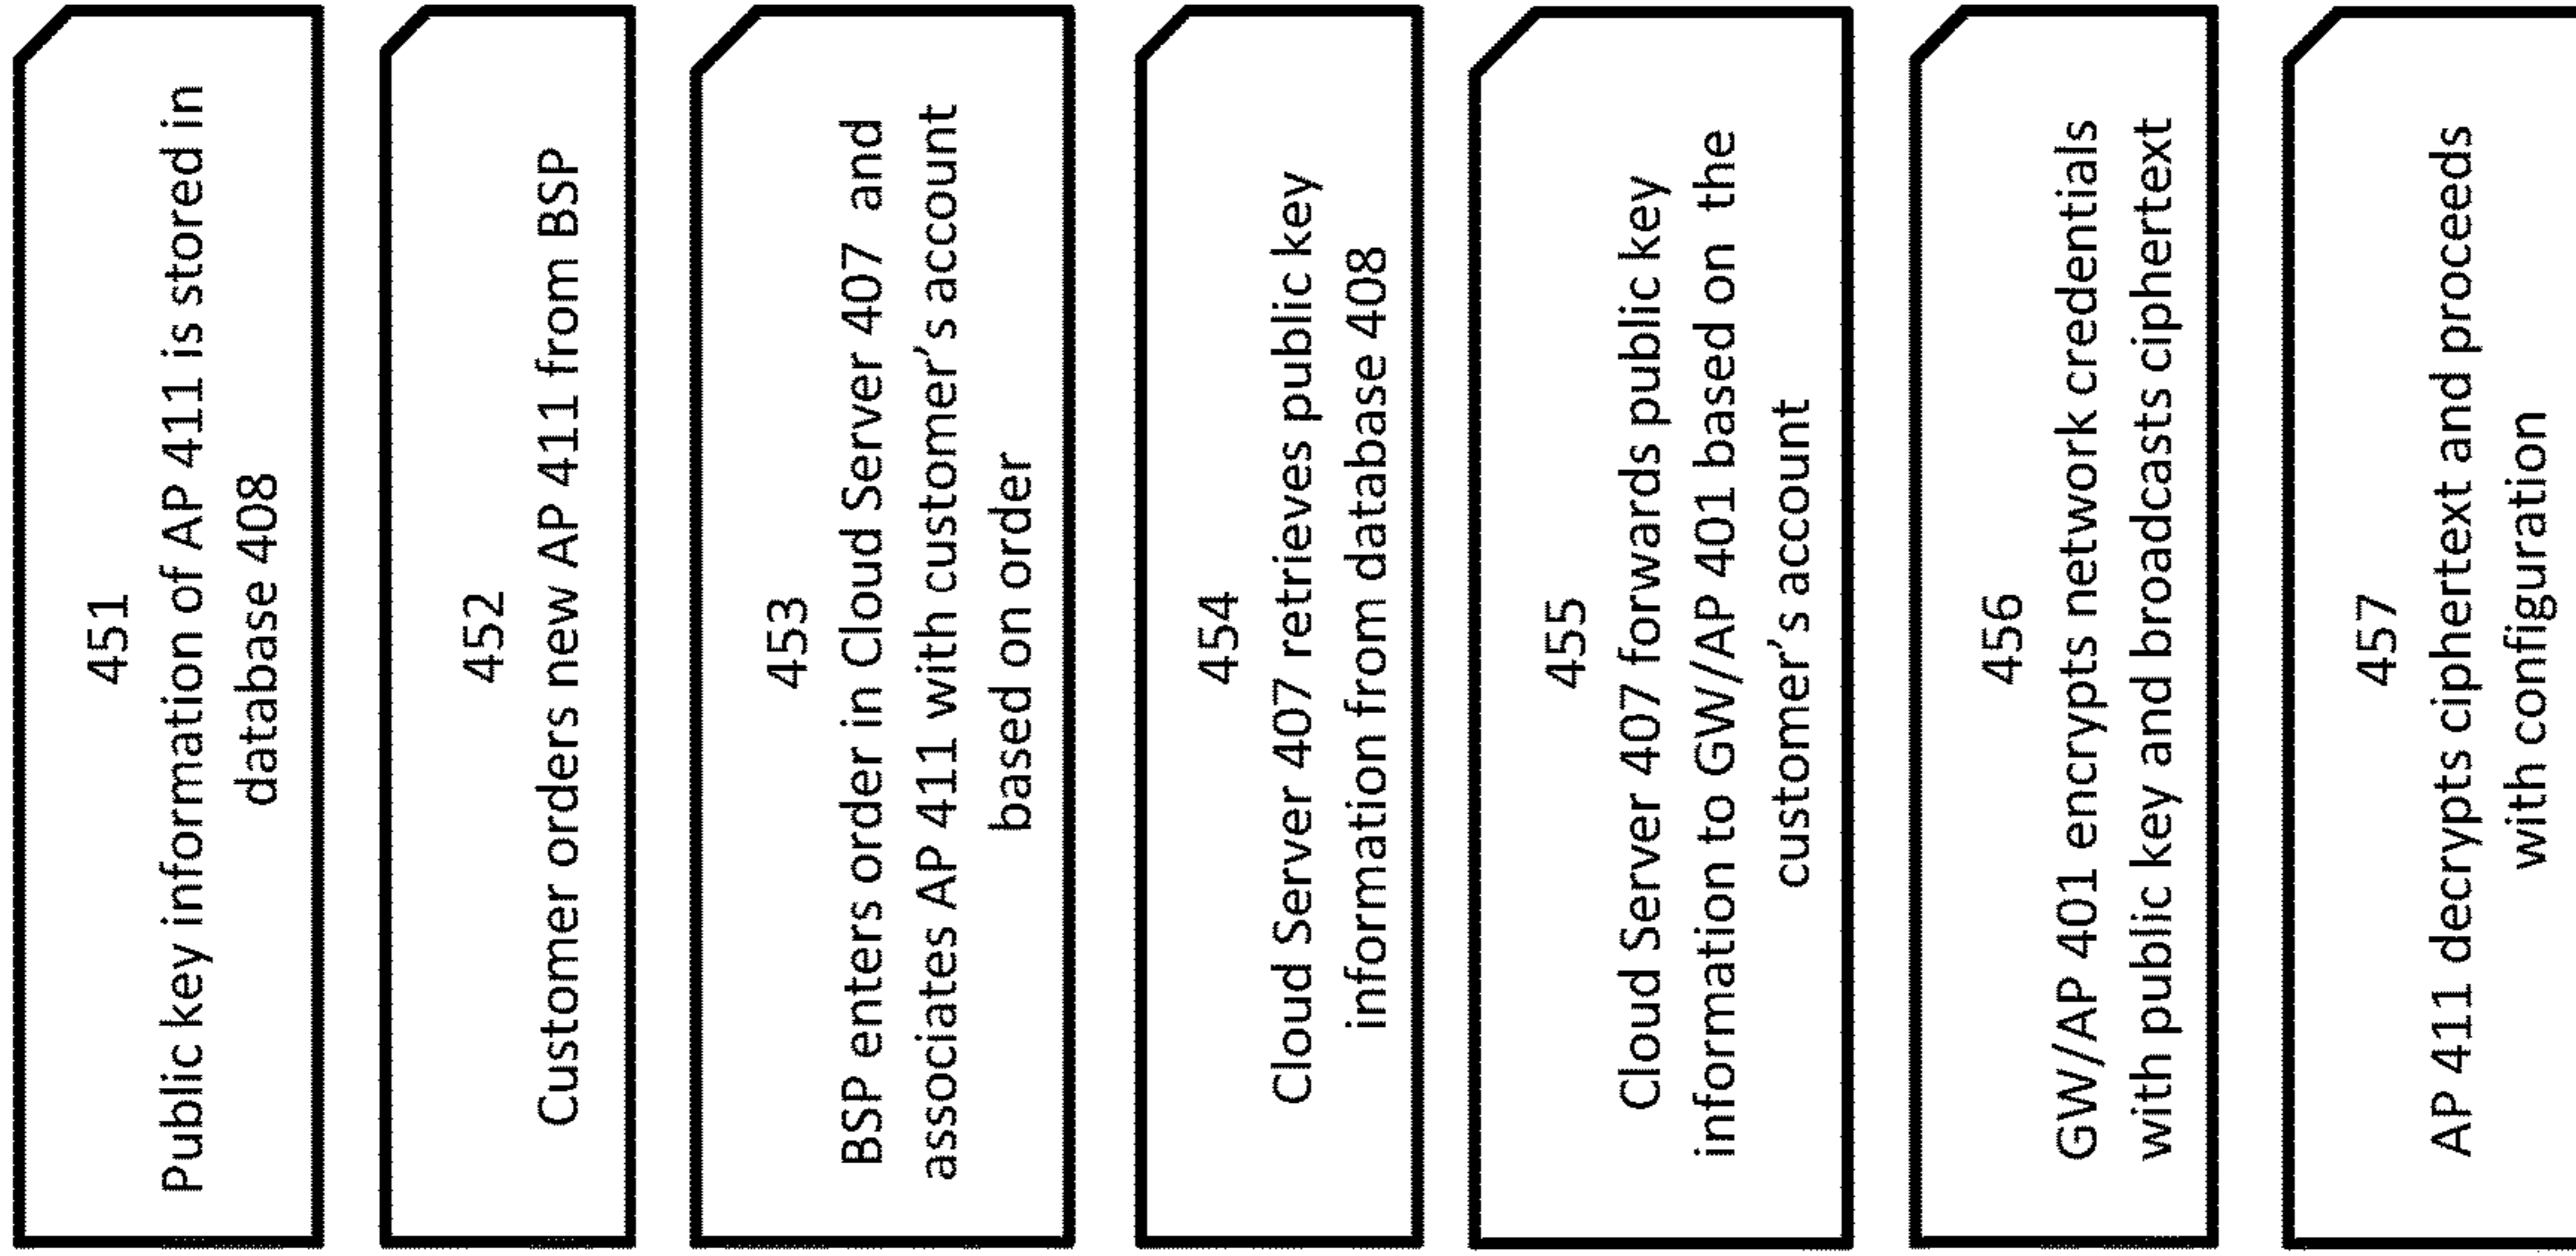 451
Public key information of AP 411 is stored in
database 408
452
Customer orders new AP 411 from BSP
453
BSP enters order in Cloud Server 407 and
associates AP 411 with customer's account
based on order
454
Cloud Server 407 retrieves public key
information from database 408
455
Cloud Server 407 forwards public key
information to GW/AP 401 based on the
customer's account
456
GW/AP 401 encrypts network credentials
with public key and broadcasts ciphertext
457
AP 411 decrypts ciphertext and proceeds
with configuration